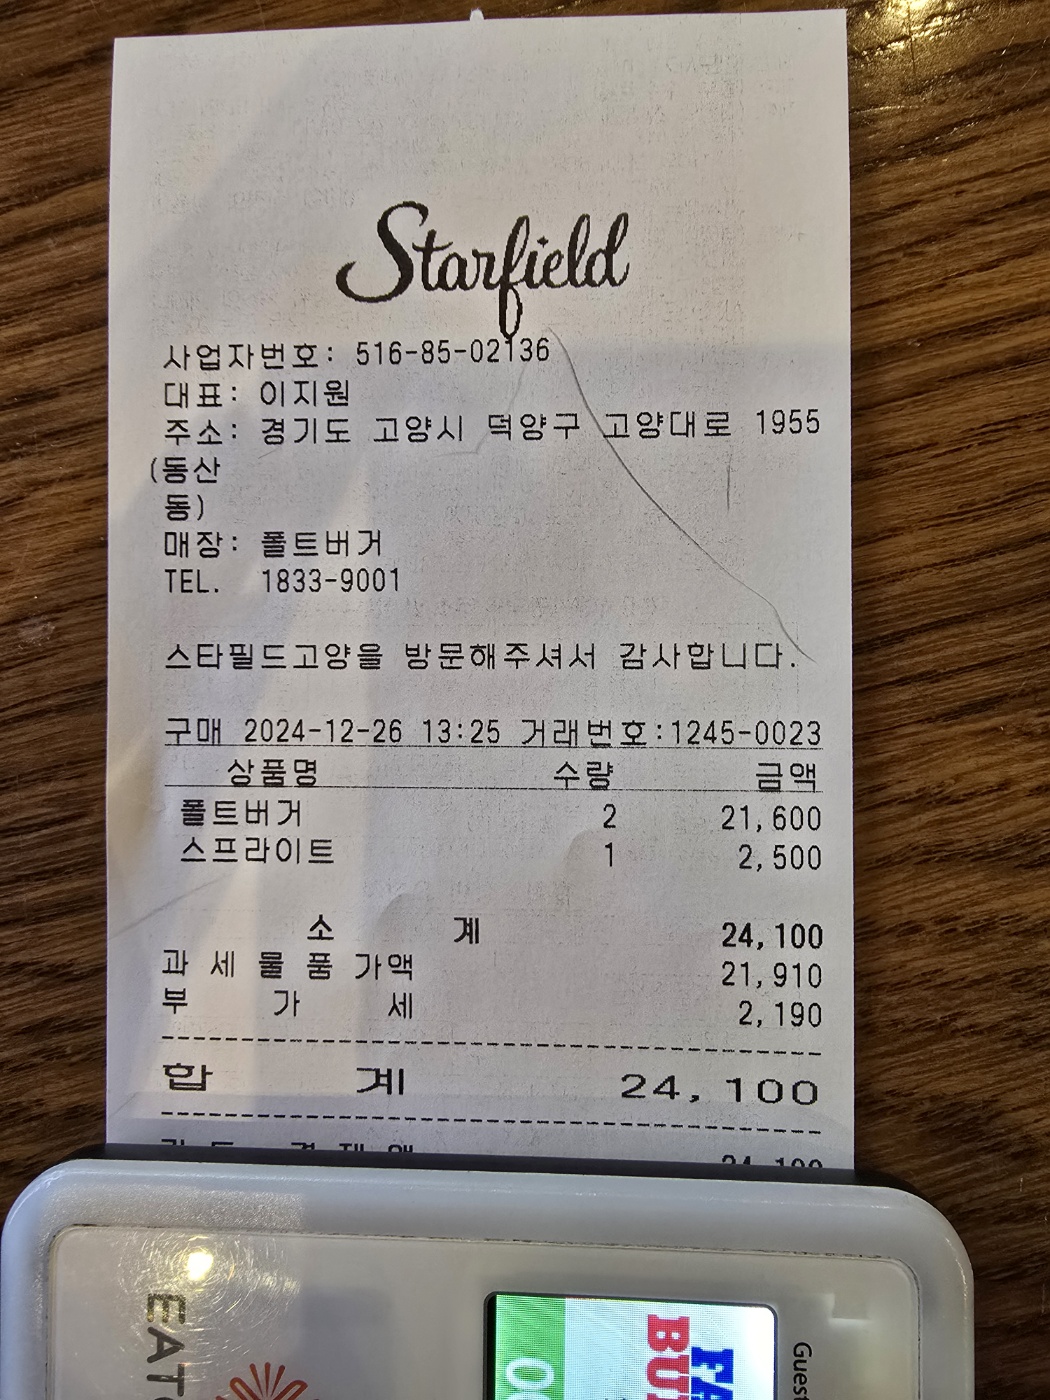 Starfield
사업자번호: 516-85-02136
대표: 이지원
주소: 경기도 고양시 덕양구 고양대로 1955
(동산
동)
매장: 폴트버거
TEL. 1833-9001
스타필드고양을 방문해주셔서 감사합니다.
구매 2024-12-26 13:25 거래번호:1245-0023
상품명 수량 금액
폴트버거 2 21,600
스프라이트 1 2,500
소 계 24,100
과 세 물 품 가액 21,910
부 가 세 2,190
합 계 24,100
24,100
EATO
FA
BU
Guest